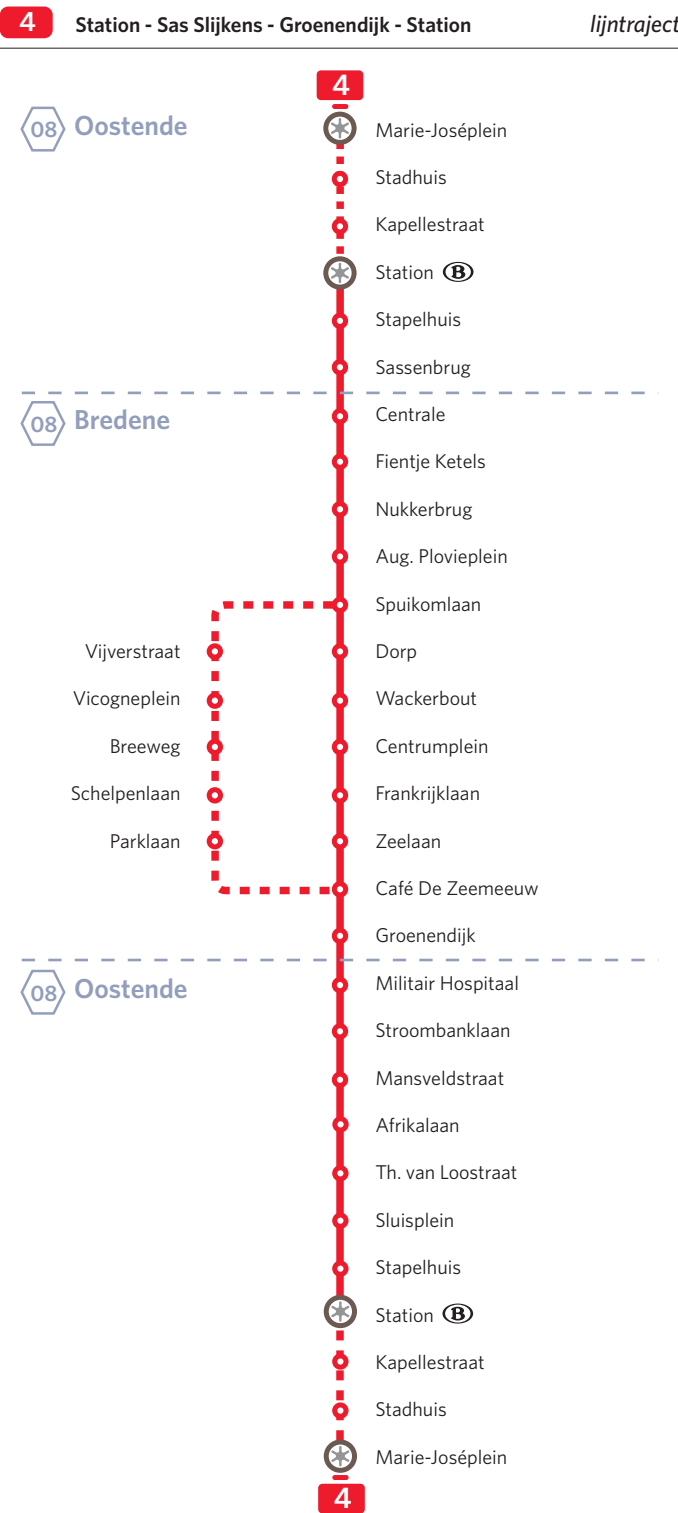 4 Station - Sas Slijkens - Groenendijk - Station lijntraject
4
08 Oostende
Marie-Joséplein
Stadhuis
Kapellestraat
Station B
Stapelhuis
Sassenbrug
08 Bredene
Centrale
Fientje Ketels
Nukkerbrug
Aug. Plovieplein
Spuikomlaan
Vijverstraat Dorp
Vicogneplein Wackerbout
Breeweg Centrumplein
Schelpenlaan Frankrijklaan
Parklaan Zeelaan
Café De Zeemeeuw
Groenendijk
08 Oostende
Militair Hospitaal
Stroombanklaan
Mansveldstraat
Afrikalaan
Th. van Loostraat
Sluisplein
Stapelhuis
Station B
Kapellestraat
Stadhuis
Marie-Joséplein
4